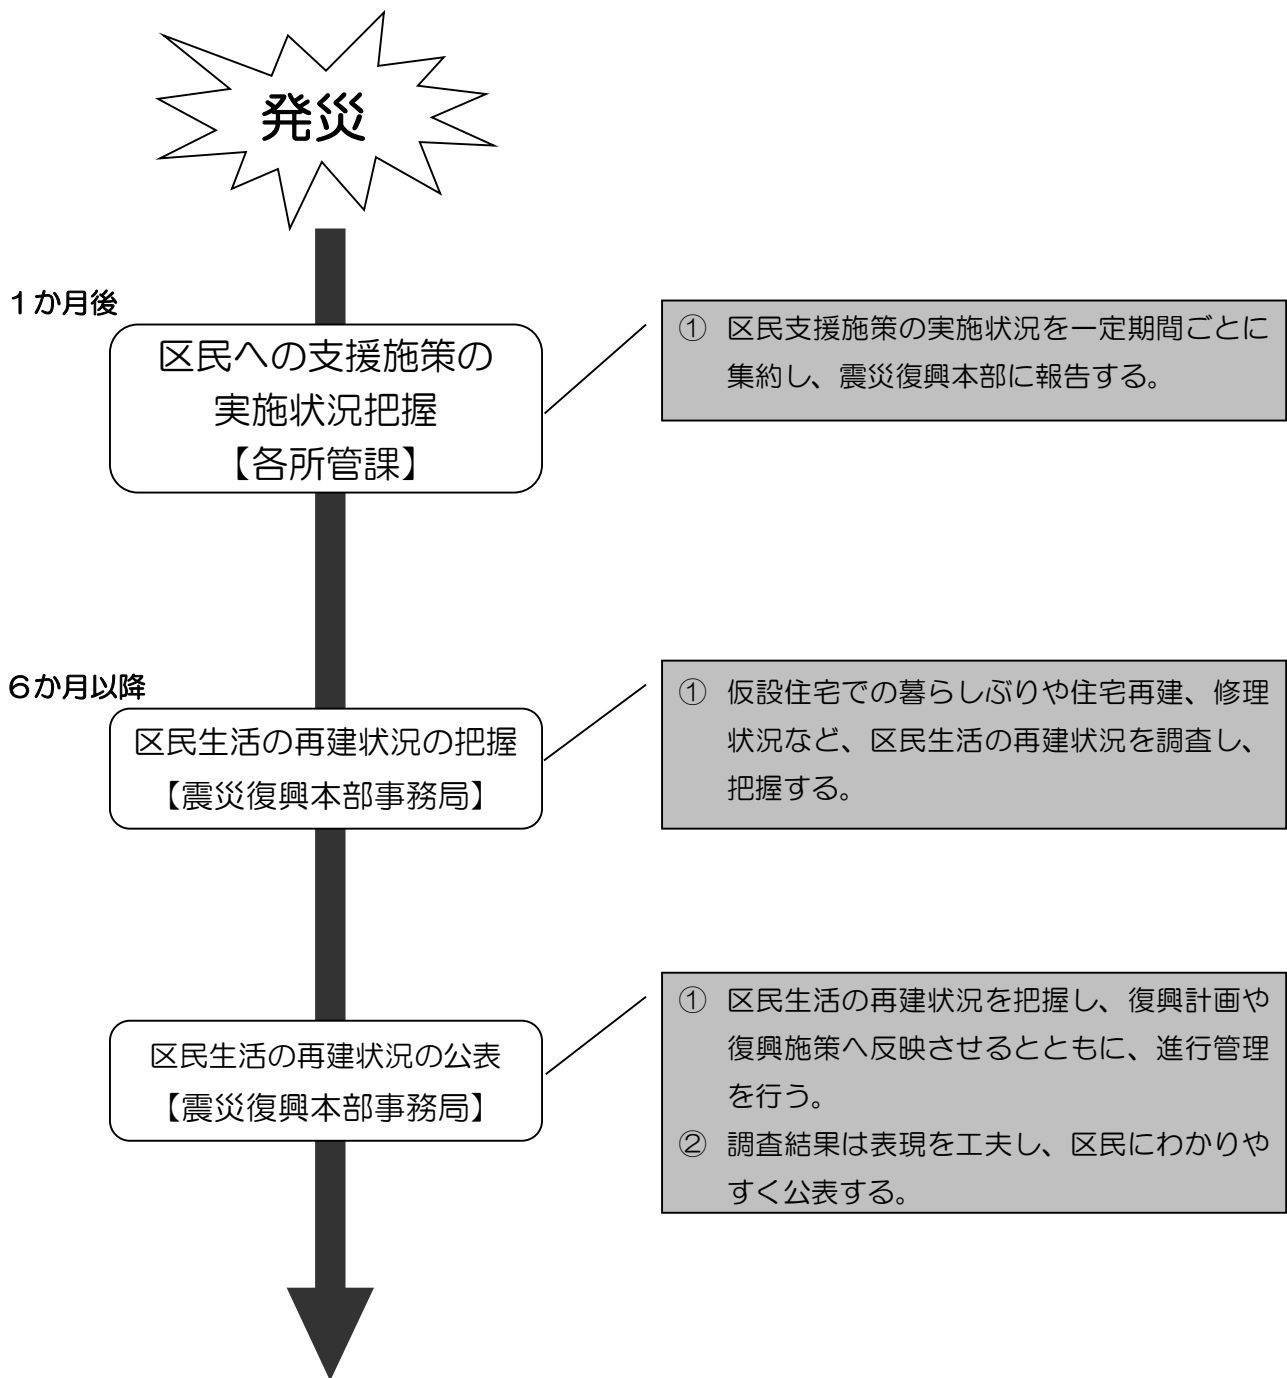 発災
１か月後
区民への支援施策の
実施状況把握
【各所管課】
① 区民支援施策の実施状況を一定期間ごとに
集約し、震災復興本部に報告する。
６か月以降
区民生活の再建状況の把握
【震災復興本部事務局】
① 仮設住宅での暮らしぶりや住宅再建、修理
状況など、区民生活の再建状況を調査し、
把握する。
区民生活の再建状況の公表
【震災復興本部事務局】
① 区民生活の再建状況を把握し、復興計画や
復興施策へ反映させるとともに、進行管理
を行う。
② 調査結果は表現を工夫し、区民にわかりや
すく公表する。